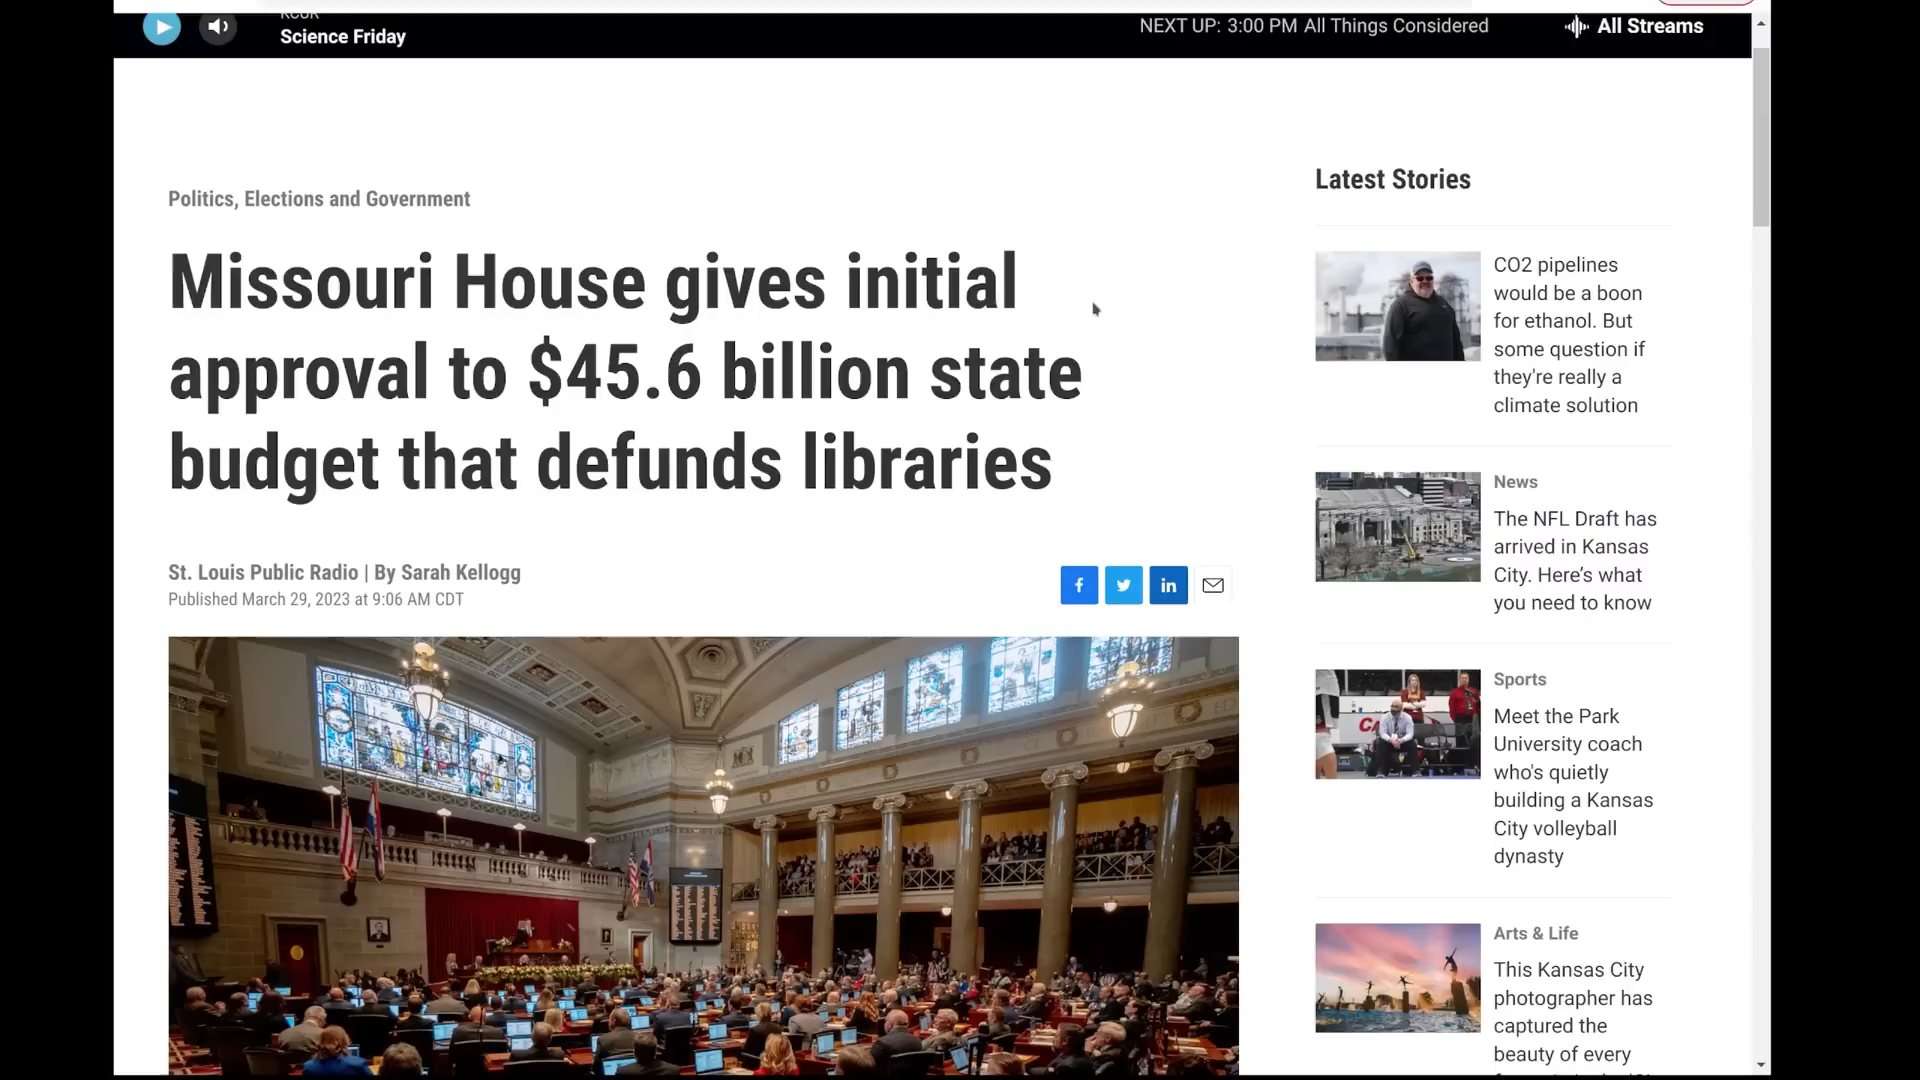 KCUR
Science Friday
NEXT UP: 3:00 PM All Things Considered
All Streams
Politics, Elections and Government
Missouri House gives initial
approval to $45.6 billion state
budget that defunds libraries
St. Louis Public Radio | By Sarah Kellogg
Published March 29, 2023 at 9:06 AM CDT
Latest Stories
CO2 pipelines
would be a boon
for ethanol. But
some question if
they're really a
climate solution
News
The NFL Draft has
arrived in Kansas
City. Here’s what
you need to know
Sports
Meet the Park
University coach
who's quietly
building a Kansas
City volleyball
dynasty
Arts & Life
This Kansas City
photographer has
captured the
beauty of every